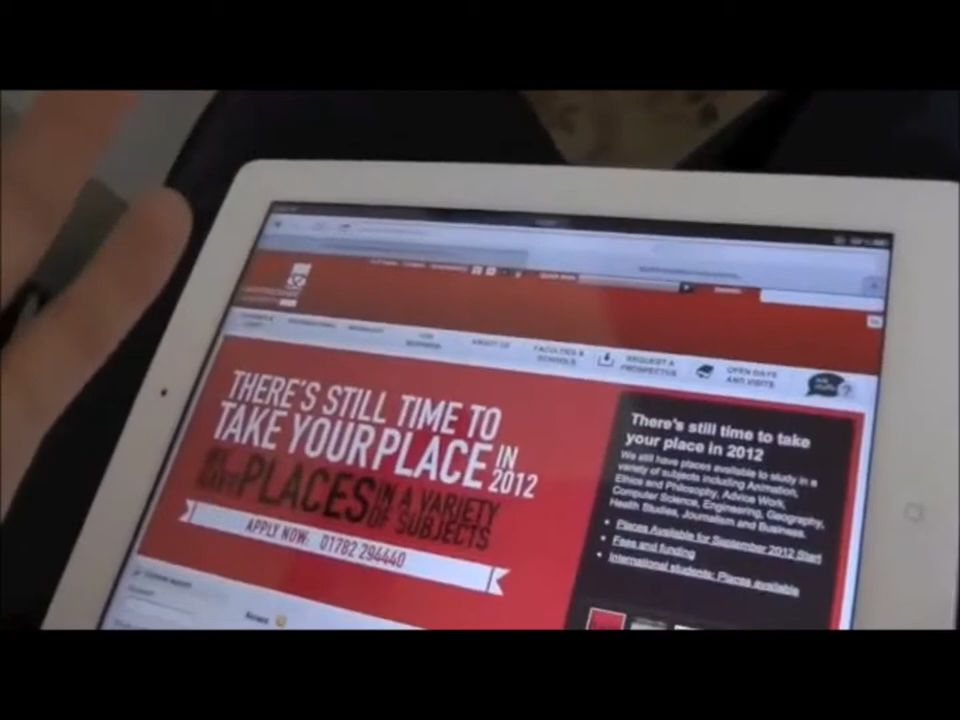 ABOUT US
FACULTIES &
SCHOOLS
REQUEST A
PROSPECTUS
OPEN DAYS
AND VISITS
THERE'S STILL TIME TO
TAKE YOUR PLACE IN
2012
WE
HAVE PLACES IN A VARIETY
OF SUBJECTS
APPLY NOW: 01782 294440
There's still time to take
your place in 2012
We still have places available to study in a
variety of subjects including Animation,
Ethics and Philosophy, Advice Work,
Computer Science, Engineering, Geography,
Health Studies, Journalism and Business.
Places Available for September 2012 Start
Fees and funding
International students: Places available
News